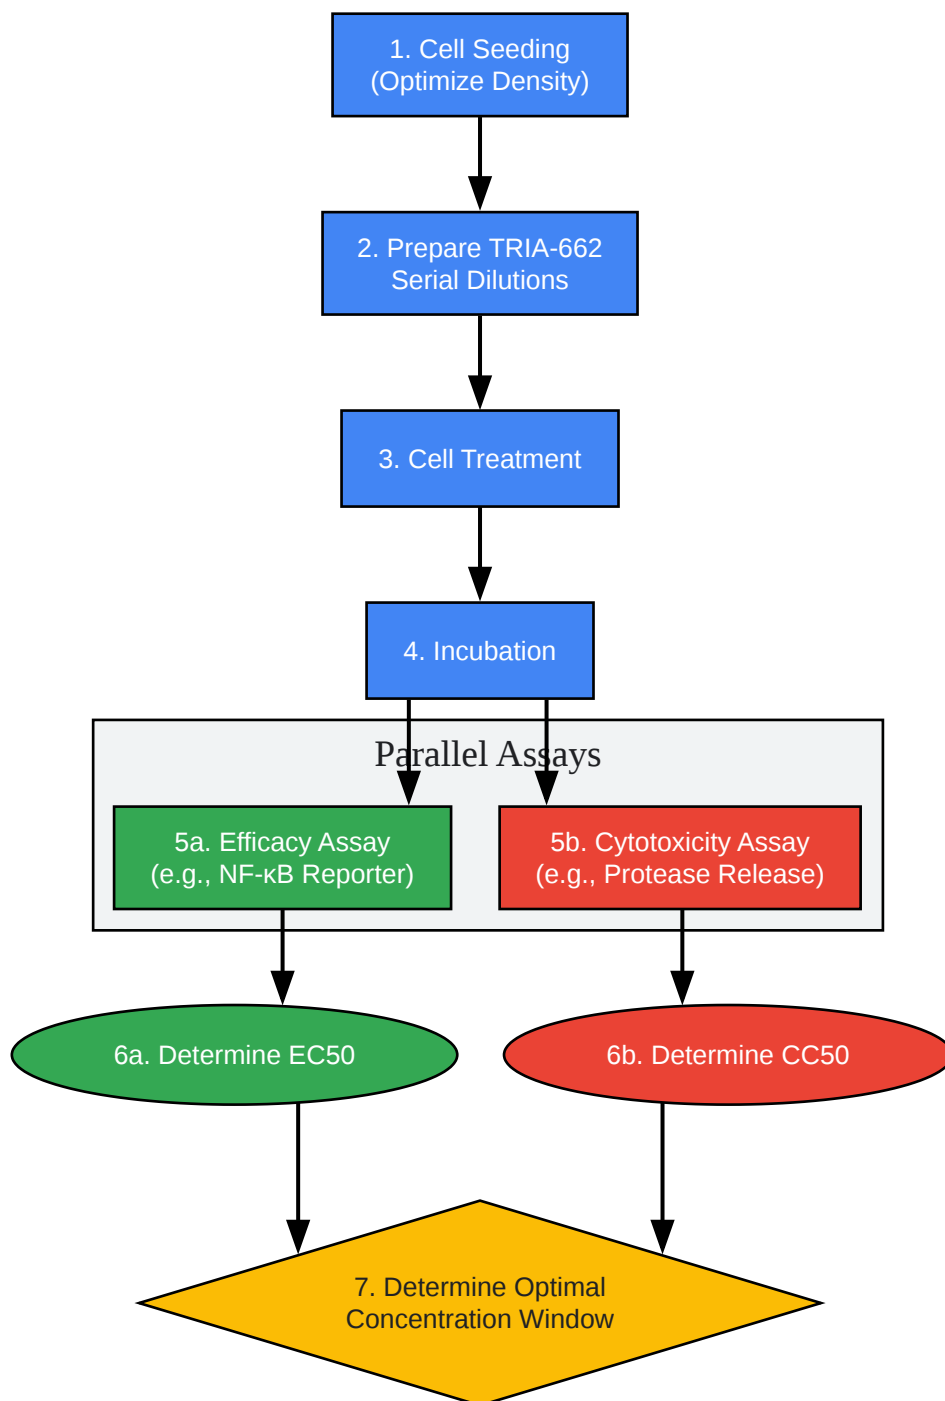 1. Cell Seeding
(Optimize Density)
2. Prepare TRIA-662
Serial Dilutions
3. Cell Treatment
4. Incubation
Parallel Assays
5a. Efficacy Assay
(e.g., NF-κB Reporter)
5b. Cytotoxicity Assay
(e.g., Protease Release)
6a. Determine EC50
6b. Determine CC50
7. Determine Optimal
Concentration Window